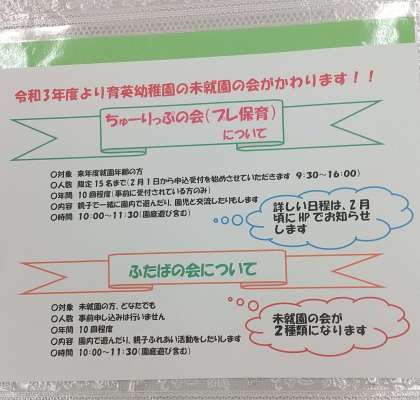 令和3年度より育英幼稚園の未就園の会がかわります！！
ちゅーりっぷの会(プレ保育)
について
〇対象 来年度就園年齢の方
〇人数 限定15名まで(2月1日から申込受付を始めさせていただきます 9:30～16:00)
〇年間 10回程度(事前に受付されている方のみ)
〇内容 親子で一緒に園内で遊んだり、園児と交流したりもします
〇時間 10:00～11:30(園庭遊び含む)
詳しい日程は、2月
頃にHPでお知らせ
します
ふたばの会について
〇対象 未就園の方、どなたでも
〇人数 事前申し込みは行いません
〇年間 10回程度
〇内容 園内で遊んだり、親子ふれあい活動をしたりします
〇時間 10:00～11:30(園庭遊び含む)
未就園の会が
2種類になります